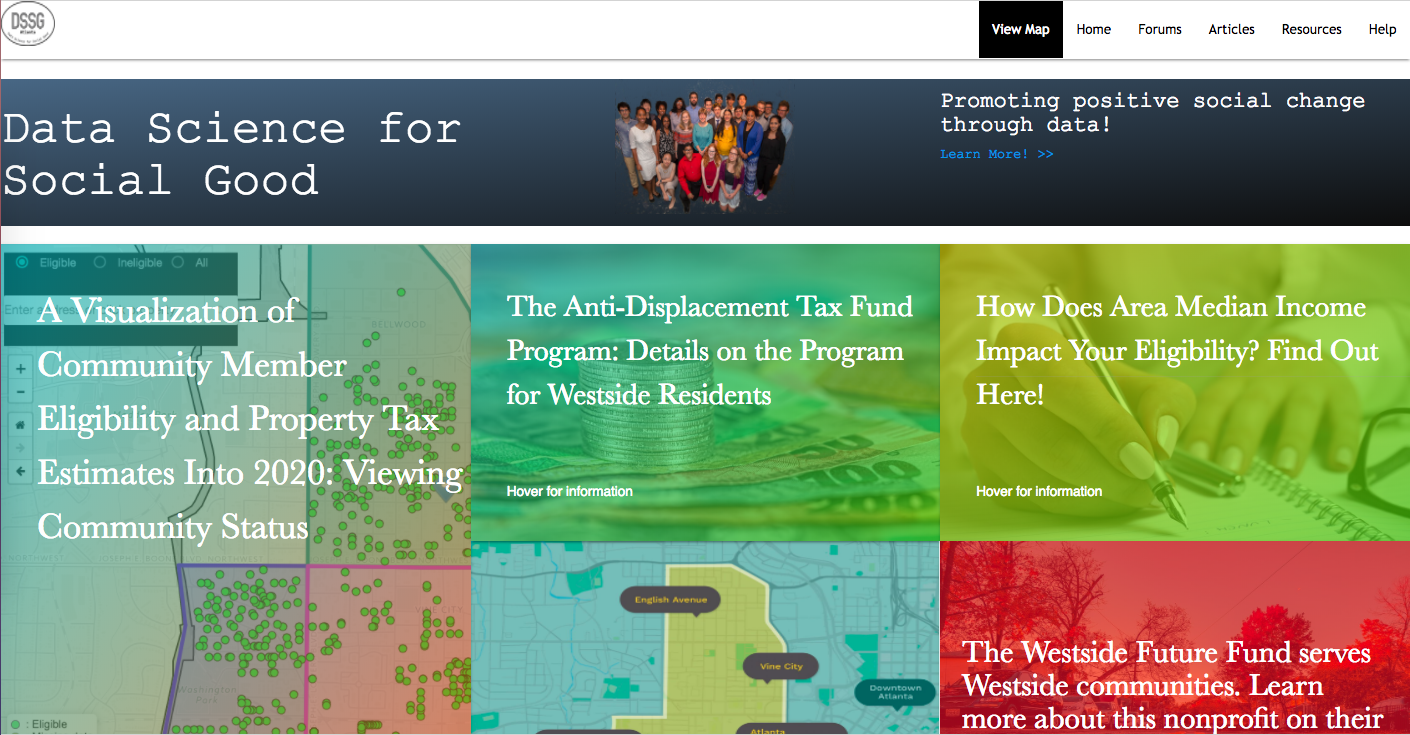 DSSG
View Map
Home
Forums
Articles
Resources
Help
Data Science for
Social Good
Promoting positive social change
through data!
Learn More! >>
Eligible
Ineligible
All
A Visualization of
Community Member
Eligibility and Property Tax
Estimates Into 2020: Viewing
Community Status
BELLWOOD
VINE CITY
Washington
: Eligible
The Anti-Displacement Tax Fund
Program: Details on the Program
for Westside Residents
Hover for information
How Does Area Median Income
Impact Your Eligibility? Find Out
Here!
Hover for information
English Avenue
Vine City
Downtown
Atlanta
Atlanta
The Westside Future Fund serves
Westside communities. Learn
more about this nonprofit on their